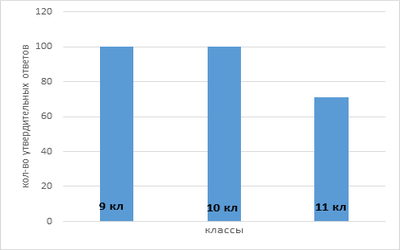 кол-во утвердительных ответов
120
100
80
60
40
20
0
9 кл
10 кл
11 кл
классы